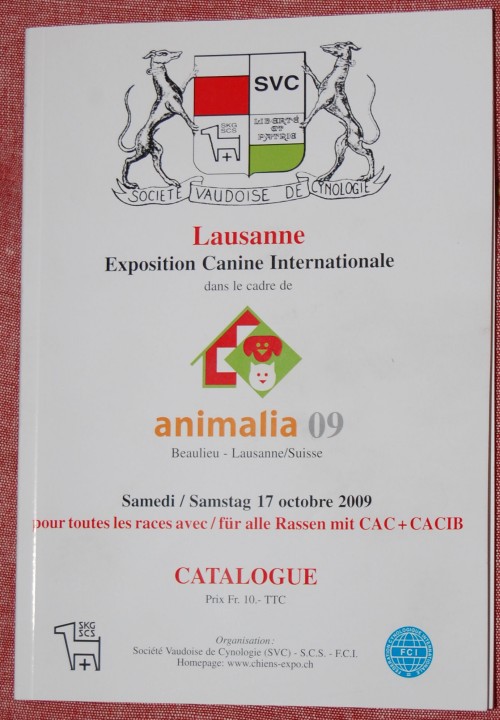 SVC
SKG
SCS
LIBERTÉ
ET
PATRIE
SOCIÉTÉ VAUDOISE DE CYNOLOGIE
Lausanne
Exposition Canine Internationale
dans le cadre de
animalia 09
Beaulieu - Lausanne/Suisse
Samedi / Samstag 17 octobre 2009
pour toutes les races avec / für alle Rassen mit CAC + CACIB
CATALOGUE
Prix Fr. 10.- TTC
SKG
SCS
Organisation:
Société Vaudoise de Cynologie (SVC) - S.C.S. - F.C.I.
Homepage: www.chiens-expo.ch
FEDERATION CYNOLOGIQUE INTERNATIONALE
FCI